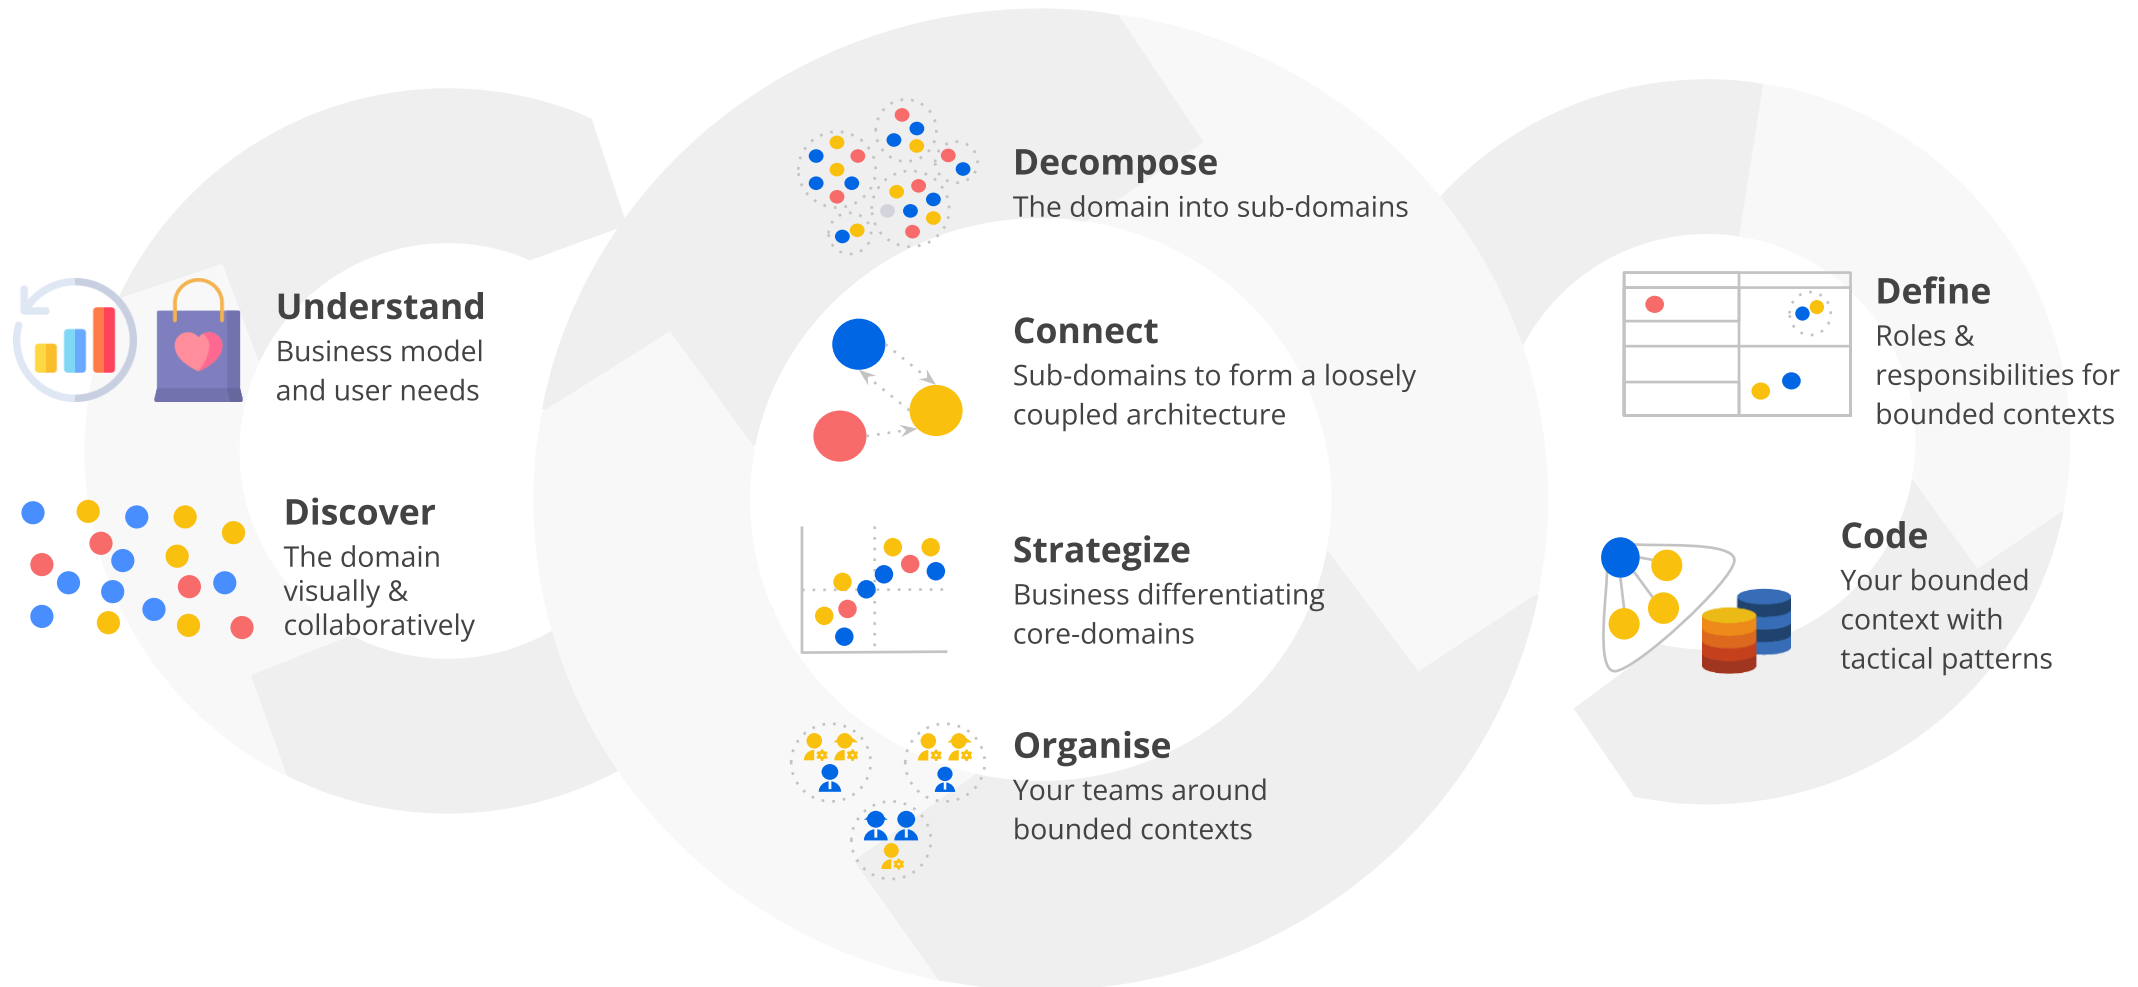 Understand
Business model
and user needs
Discover
The domain
visually &
collaboratively
Decompose
The domain into sub-domains
Connect
Sub-domains to form a loosely
coupled architecture
Strategize
Business differentiating
core-domains
Organise
Your teams around
bounded contexts
Define
Roles &
responsibilities for
bounded contexts
Code
Your bounded
context with
tactical patterns